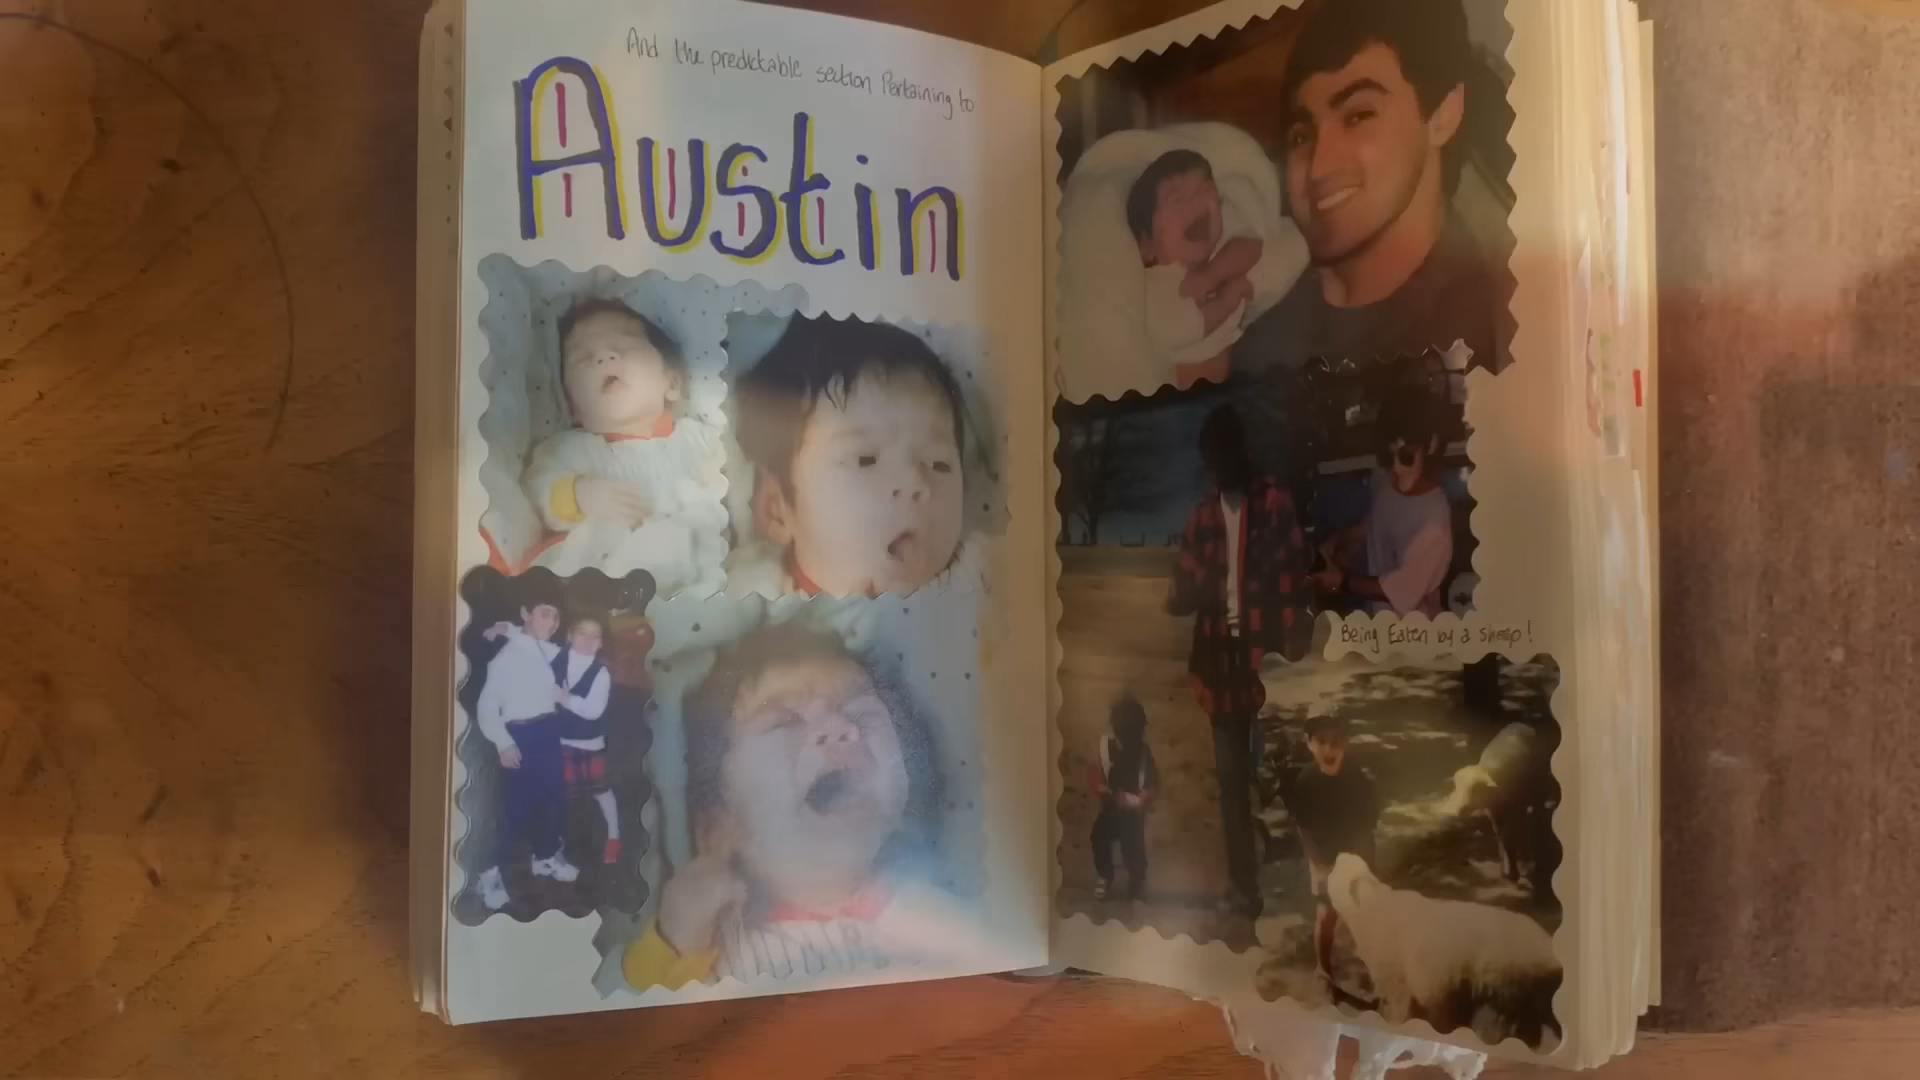 And the predictable section Pertaining to
Austin
Being Eaten by a sheep!